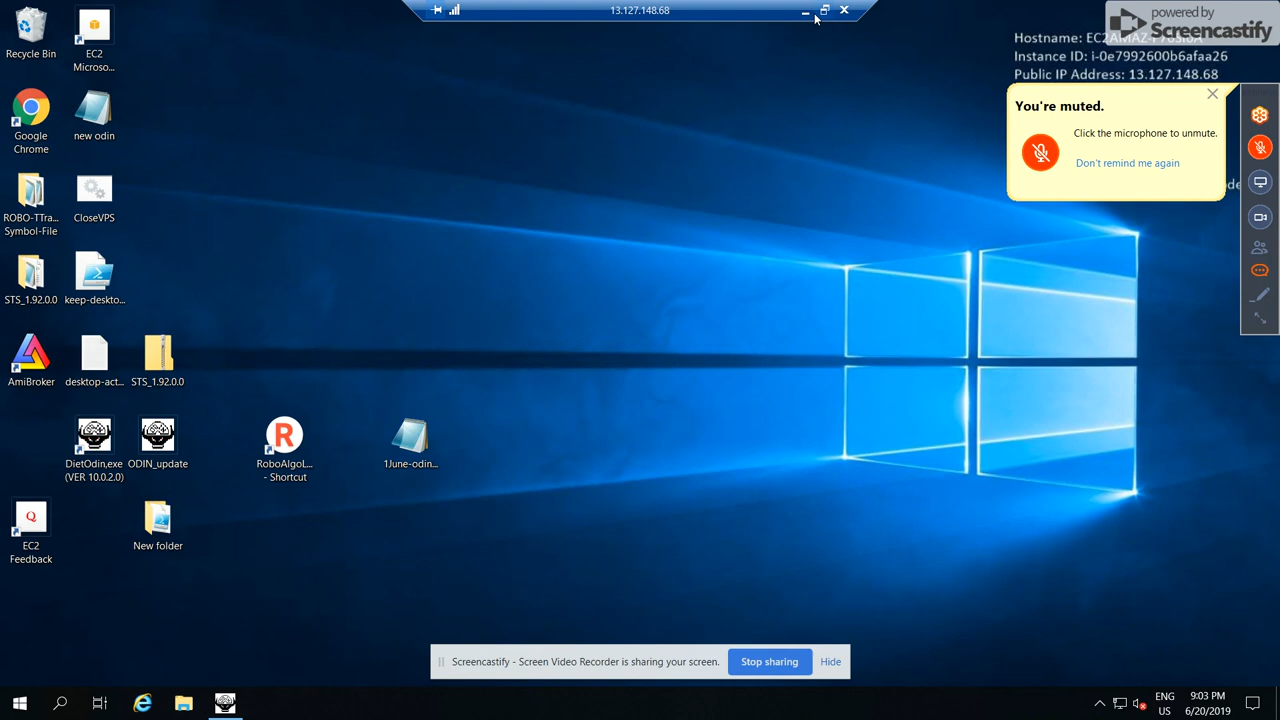 13.127.148.68
powered by
Screencastify
Hostname: EC2AMAZ-
Instance ID: i-0e7992600b6afaa26
Public IP Address: 13.127.148.68
You're muted.
Click the microphone to unmute.
Don't remind me again
Recycle Bin
EC2
Microso...
Google
Chrome
new odin
ROBO-TTra...
Symbol-File
CloseVPS
STS_1.92.0.0
keep-deskto...
AmiBroker
desktop-act...
STS_1.92.0.0
DietOdin,exe
(VER 10.0.2.0)
ODIN_update
R
RoboAlgoL...
- Shortcut
1June-odin...
Q
EC2
Feedback
New folder
Screencastify - Screen Video Recorder is sharing your screen.
Stop sharing
Hide
ENG
US
9:03 PM
6/20/2019